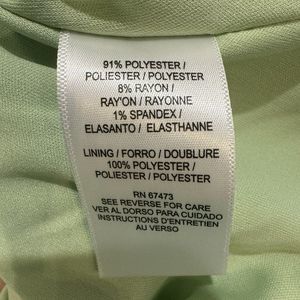 91% POLYESTER /
POLIESTER / POLYESTER
8% RAYON /
RAY'ON / RAYONNE
1% SPANDEX /
ELASANTO / ELASTHANNE
LINING / FORRO / DOUBLURE
100% POLYESTER /
POLIESTER / POLYESTER
RN 67473
SEE REVERSE FOR CARE
VER AL DORSO PARA CUIDADO
INSTRUCTIONS D'ENTRETIEN
AU VERSO